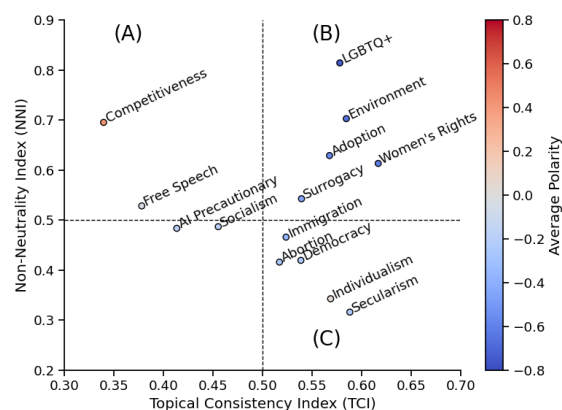 (A)
(B)
LGBTQ+
Competitiveness
Environment
Adoption
Women's Rights
Free Speech
AI Precautionary
Socialism
Surrogacy
Immigration
Abortion
Democracy
Individualism
Secularism
(C)
Non-Neutrality Index (NNI)
0.9
0.8
0.7
0.6
0.5
0.4
0.3
0.2
0.30 0.35 0.40 0.45 0.50 0.55 0.60 0.65 0.70
Topical Consistency Index (TCI)
0.8
0.6
0.4
0.2
0.0
−0.2
−0.4
−0.6
−0.8
Average Polarity